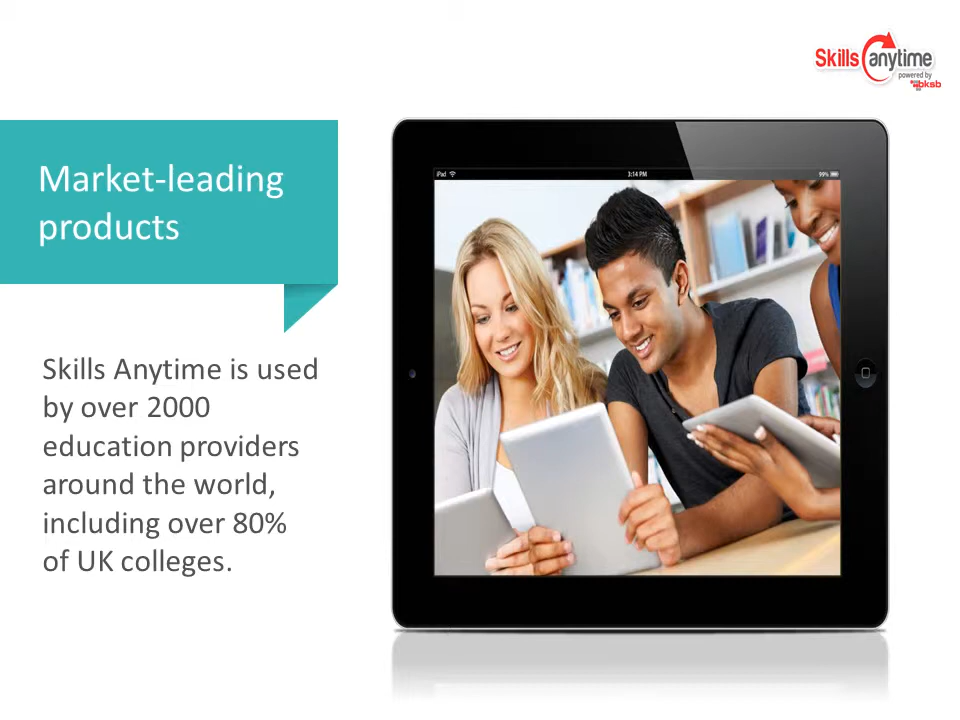 Skills anytime
powered by
bksb
Market-leading
products
iPad
3:14 PM
99%
Skills Anytime is used
by over 2000
education providers
around the world,
including over 80%
of UK colleges.